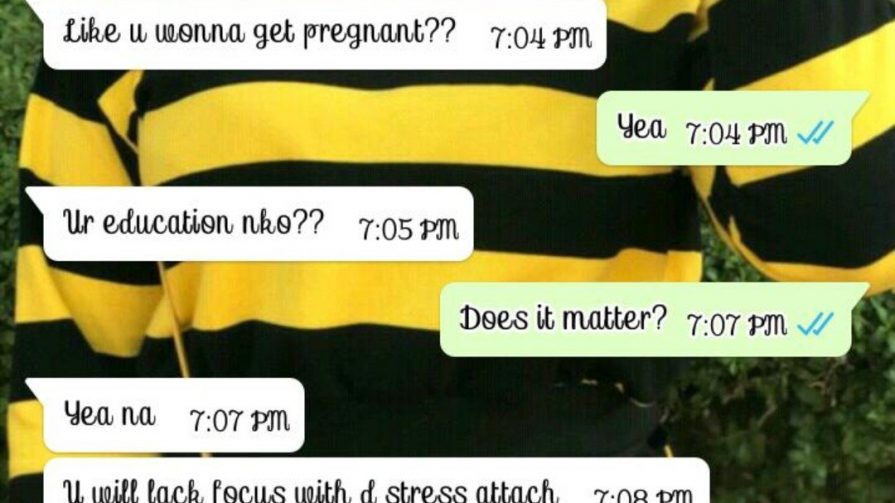 Like u wonna get pregnant?? 7:04 PM
Yea 7:04 PM
Ur education nko?? 7:05 PM
Does it matter? 7:07 PM
Yea na 7:07 PM
U will lack focus with d stress attach 7:08 PM